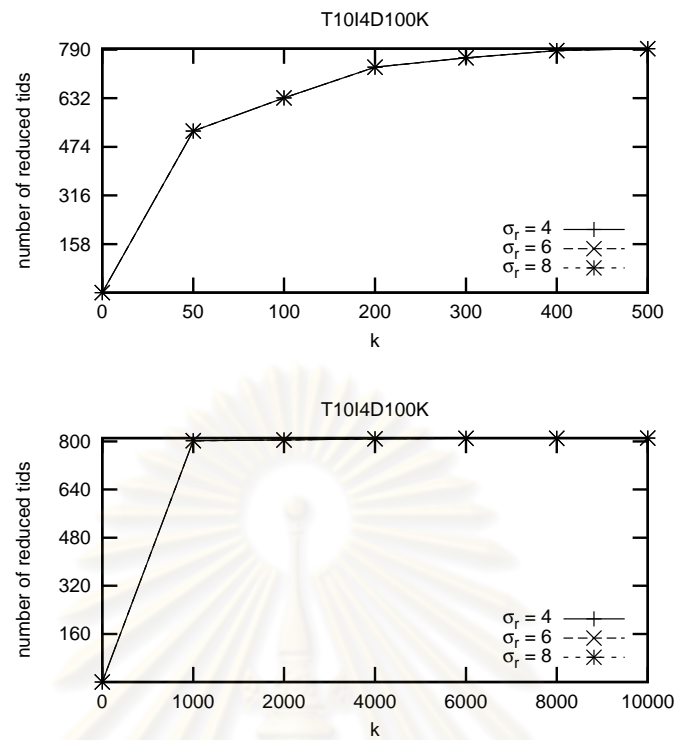 T10I4D100K
number of reduced tids
790
632
474
316
158
σr = 4
σr = 6
σr = 8
0 50 100 200 300 400 500
k
T10I4D100K
number of reduced tids
800
640
480
320
160
σr = 4
σr = 6
σr = 8
0 1000 2000 4000 6000 8000 10000
k